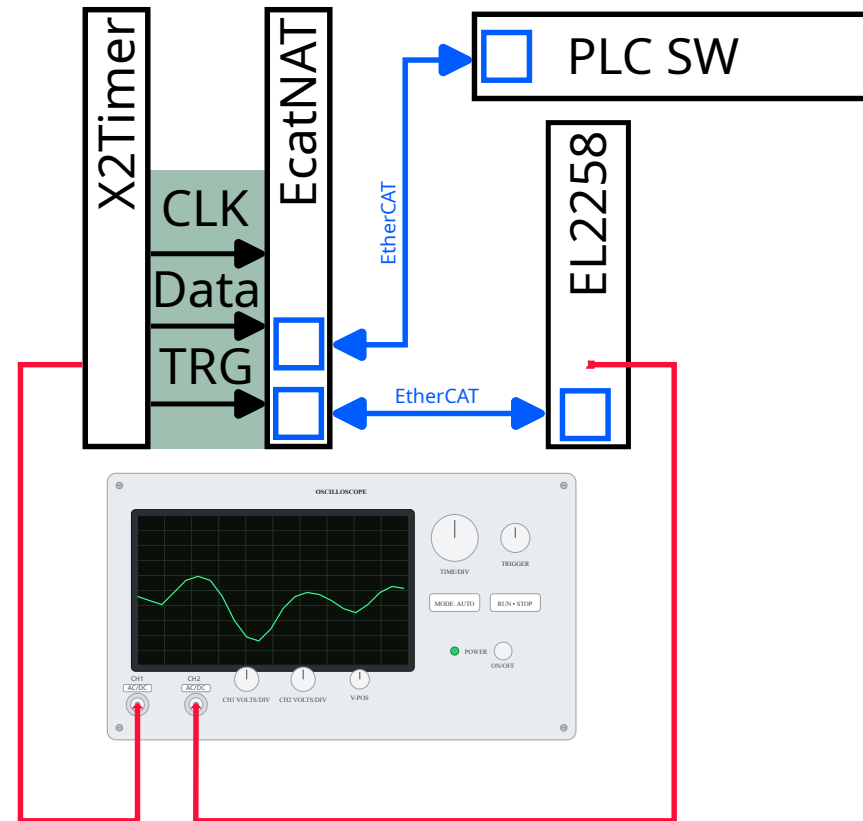 X2Timer
EcatNAT
PLC SW
EL2258
CLK
Data
TRG
EtherCAT
EtherCAT
OSCILLOSCOPE
TIME/DIV
TRIGGER
MODE: AUTO
RUN • STOP
POWER
ON/OFF
CH1
AC/DC
CH2
AC/DC
CH1 VOLTS/DIV
CH2 VOLTS/DIV
V-POS